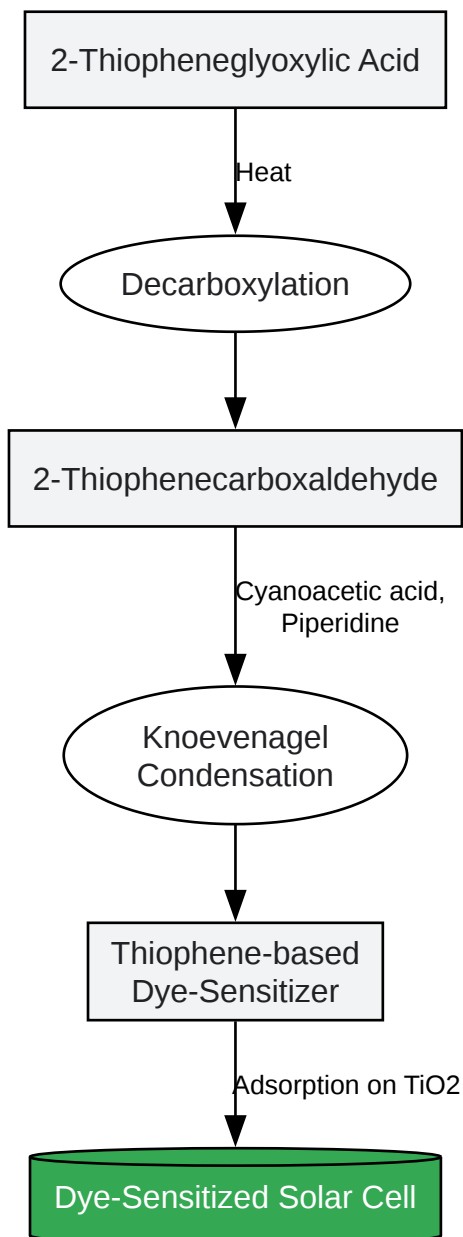 2-Thiopheneglyoxylic Acid
Heat
Decarboxylation
2-Thiophenecarboxaldehyde
Cyanoacetic acid,
Piperidine
Knoevenagel
Condensation
Thiophene-based
Dye-Sensitizer
Adsorption on TiO2
Dye-Sensitized Solar Cell